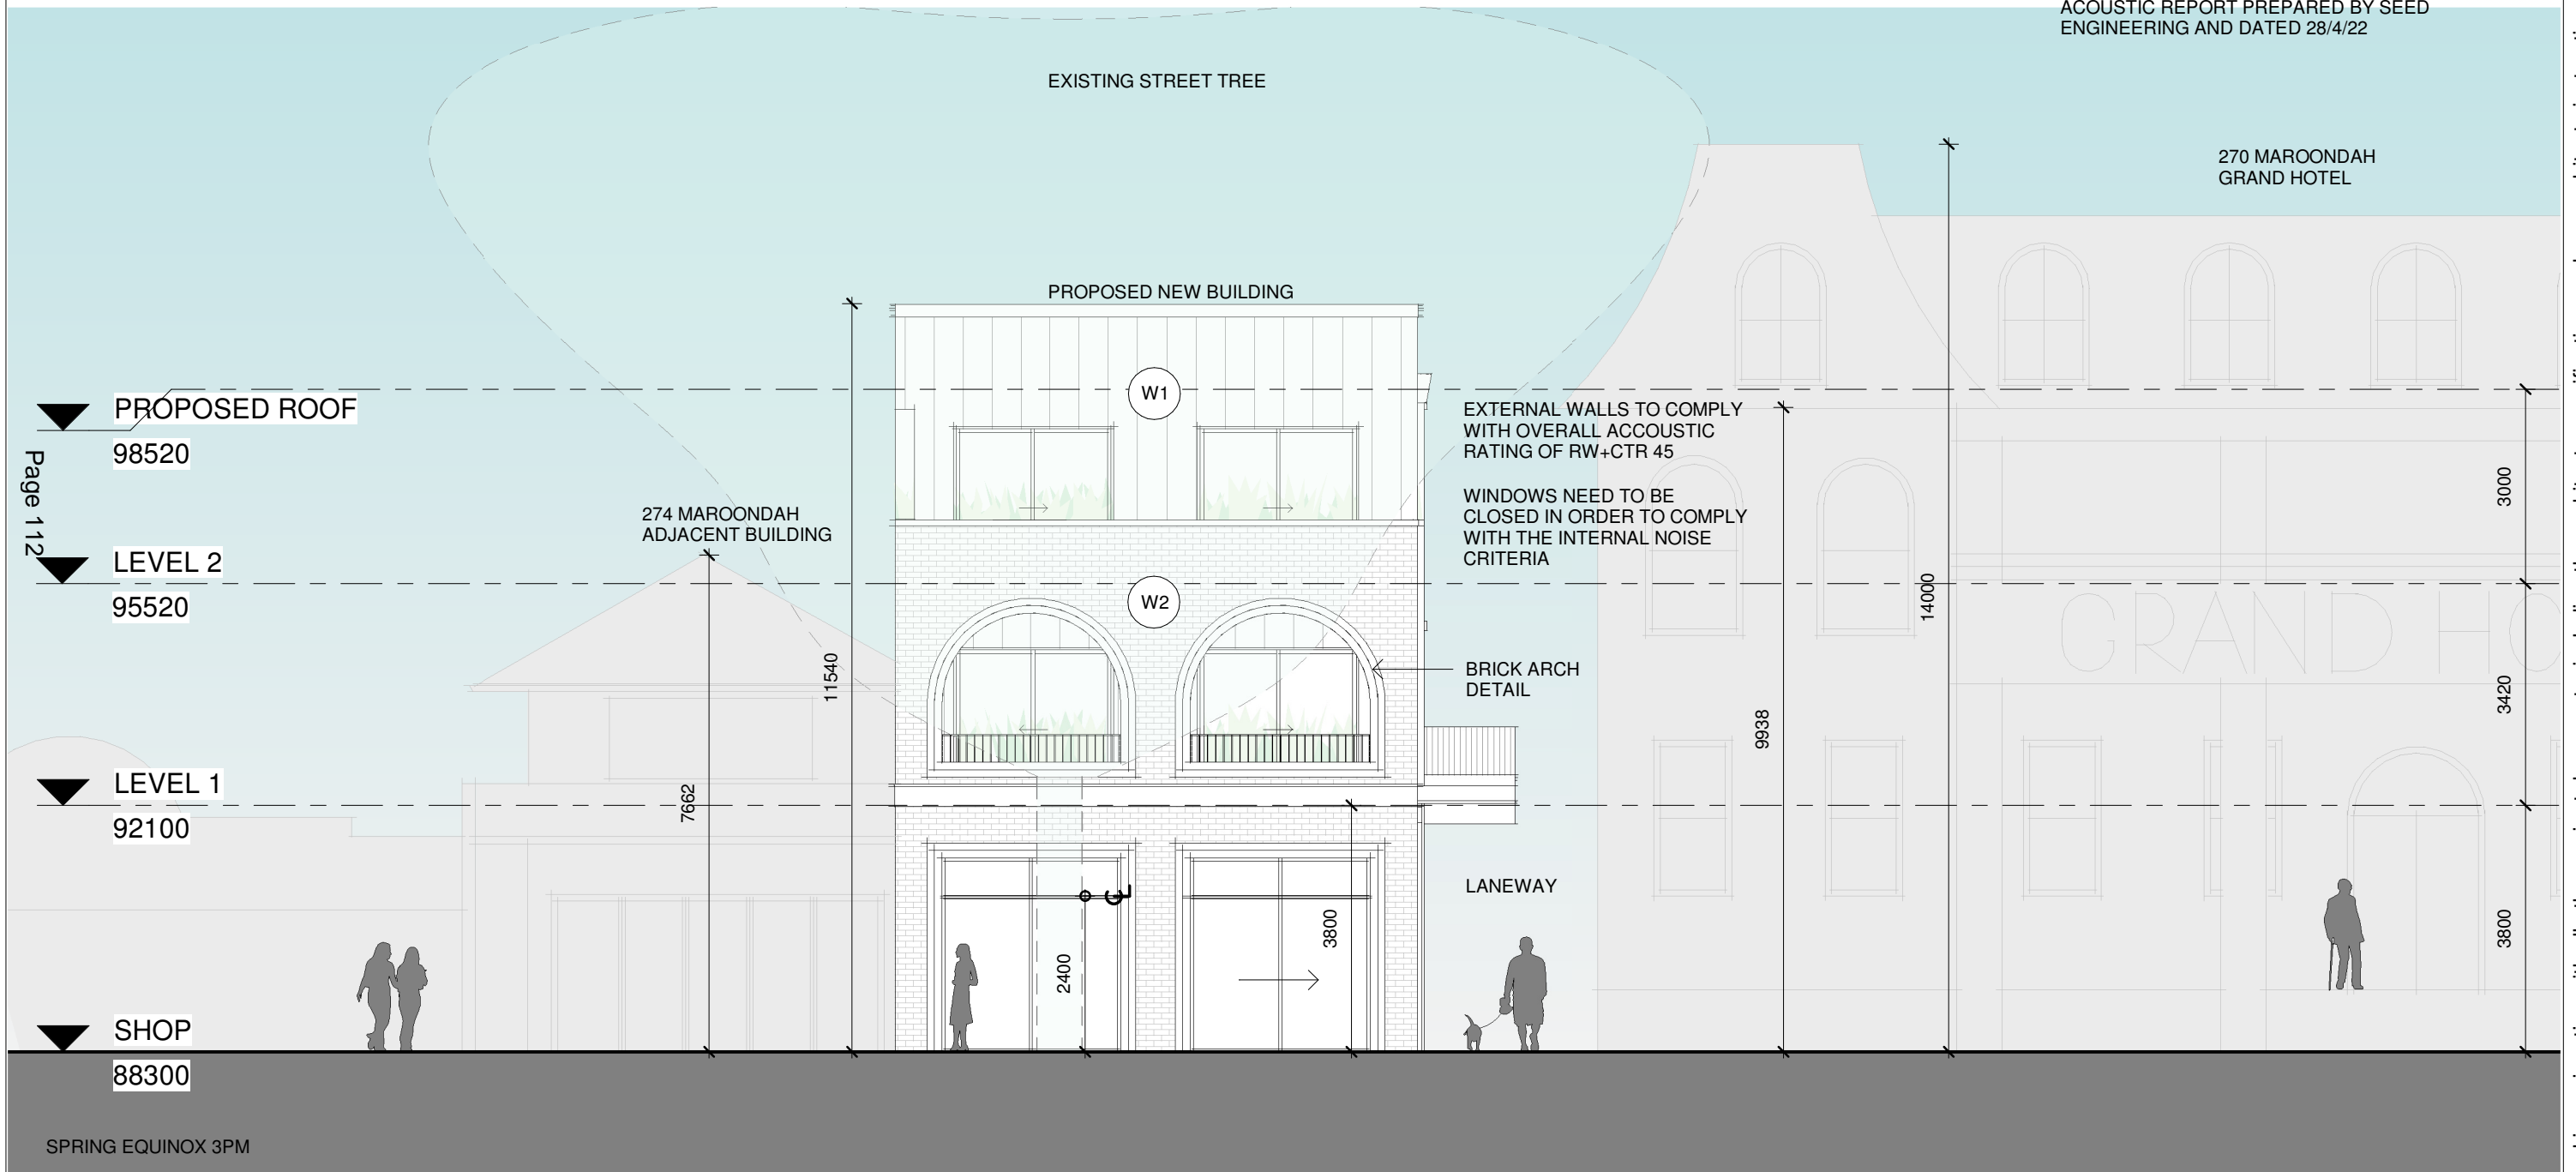 ACOUSTIC REPORT PREPARED BY SEED
ENGINEERING AND DATED 28/4/22
EXISTING STREET TREE
270 MAROONDAH
GRAND HOTEL
PROPOSED NEW BUILDING
W1
PROPOSED ROOF
98520
EXTERNAL WALLS TO COMPLY
WITH OVERALL ACCOUSTIC
RATING OF RW+CTR 45
WINDOWS NEED TO BE
CLOSED IN ORDER TO COMPLY
WITH THE INTERNAL NOISE
CRITERIA
3000
Page 112
274 MAROONDAH
ADJACENT BUILDING
LEVEL 2
95520
W2
14000
GRAND HO
11540
BRICK ARCH
DETAIL
9938
3420
LEVEL 1
92100
7662
LANEWAY
3800
3800
2400
SHOP
88300
SPRING EQUINOX 3PM